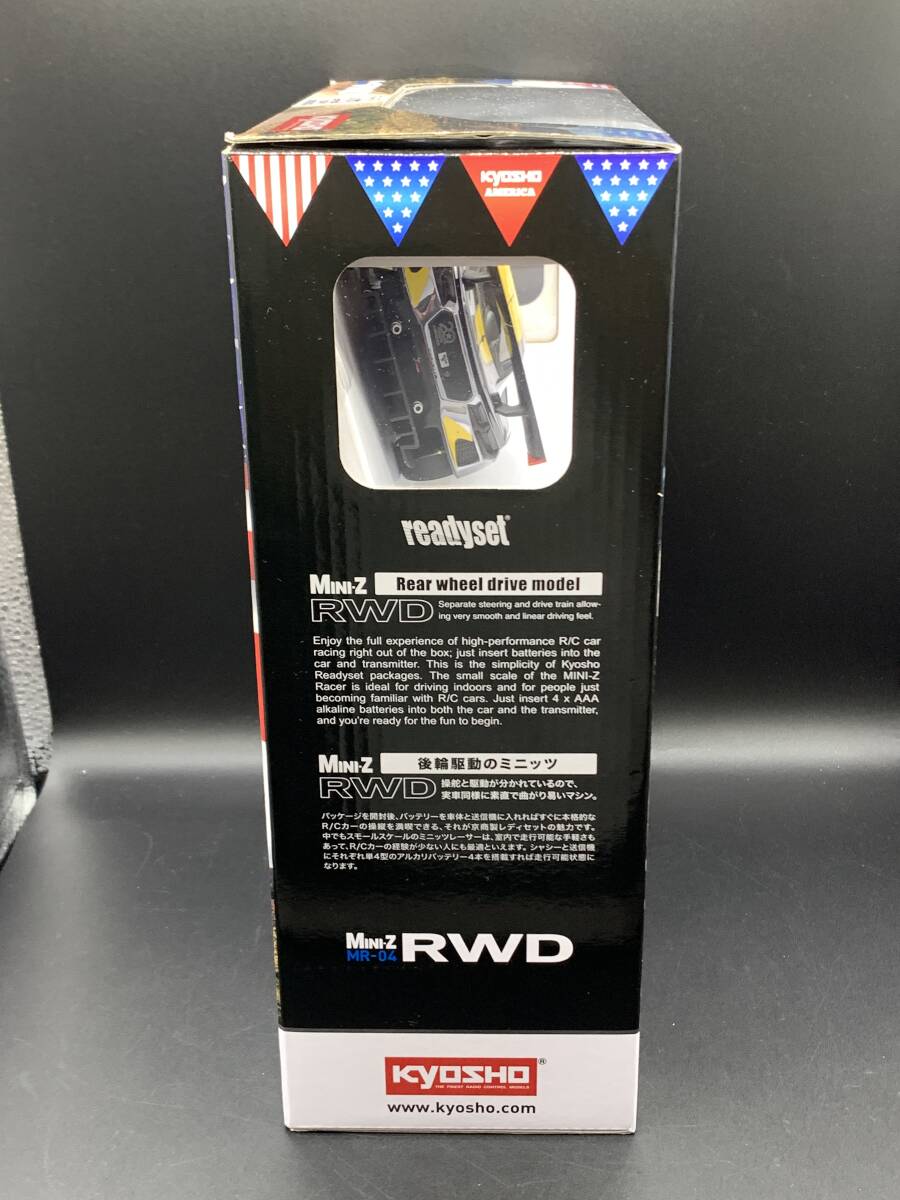 KYOSHO
KYOSHO
AMERICA
readyset®
MINI-Z Rear wheel drive model
RWD Separate steering and drive train allow-
ing very smooth and linear driving feel.
Enjoy the full experience of high-performance R/C car
racing right out of the box; just insert batteries into the
car and transmitter. This is the simplicity of Kyosho
Readyset packages. The small scale of the MINI-Z
Racer is ideal for driving indoors and for people just
becoming familiar with R/C cars. Just insert 4 x AAA
alkaline batteries into both the car and the transmitter,
and you're ready for the fun to begin.
MINI-Z 後輪駆動のミニッツ
RWD 操舵と駆動が分かれているので、
実車同様に素直で曲がり易いマシン。
パッケージを開封後、バッテリーを車体と送信機に入れればすぐに本格的な
R/Cカーの操縦を満喫できる、それが京商製レディセットの魅力です。
中でもスモールスケールのミニッツレーサーは、室内で走行可能な手軽さも
あって、R/Cカーの経験が少ない人にも最適といえます。シャシーと送信機
にそれぞれ単4型のアルカリバッテリー4本を搭載すれば走行可能状態に
なります。
MINI-Z
MR-04 RWD
KYOSHO®
THE FINEST RADIO CONTROL MODELS
www.kyosho.com